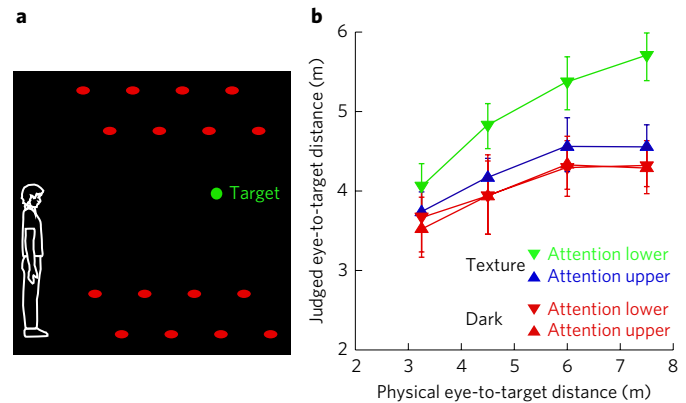 a
Target
b
Judged eye-to-target distance (m)
6
5
4
3
2
Texture
Attention lower
Attention upper
Dark
Attention lower
Attention upper
2 3 4 5 6 7 8
Physical eye-to-target distance (m)